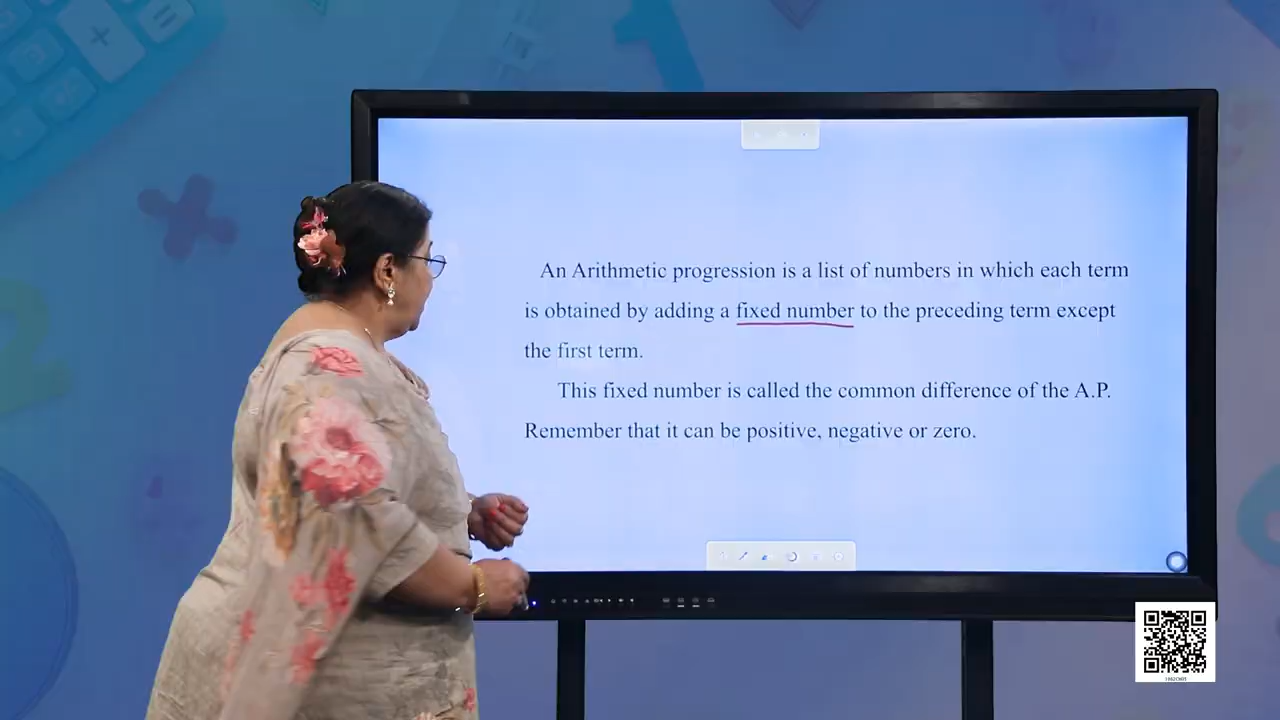 An Arithmetic progression is a list of numbers in which each term
is obtained by adding a fixed number to the preceding term except
the first term.
This fixed number is called the common difference of the A.P.
Remember that it can be positive, negative or zero.